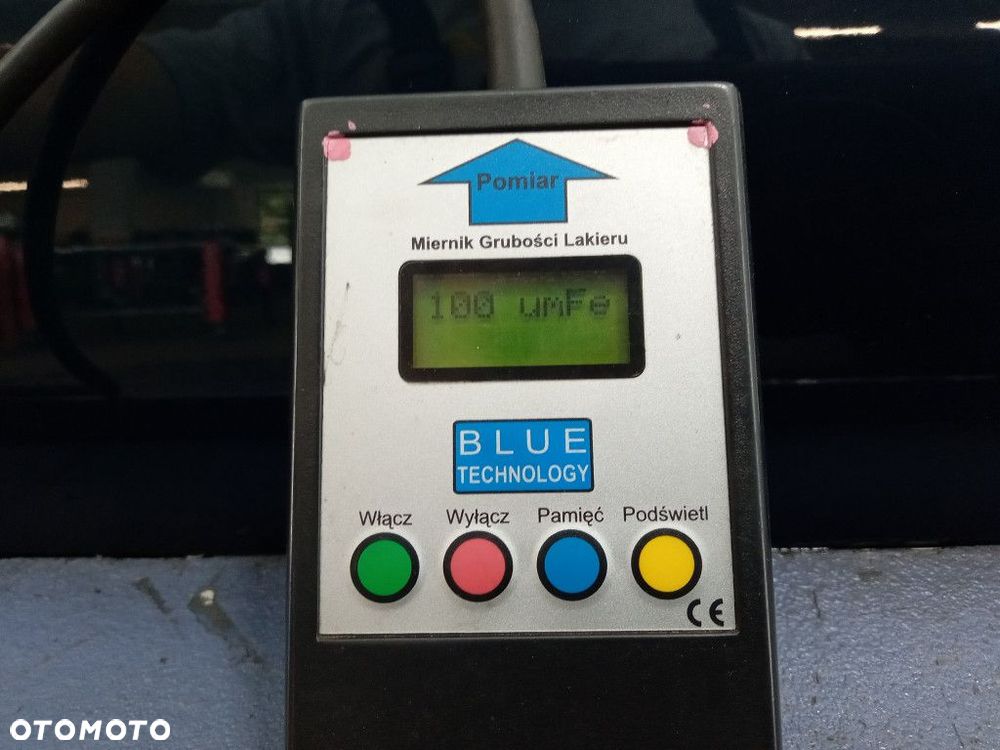 Pomiar
Miernik Grubości Lakieru
100 umFe
BLUE
TECHNOLOGY
Włącz Wyłącz Pamięć Podświetl
CE
OTOMOTO